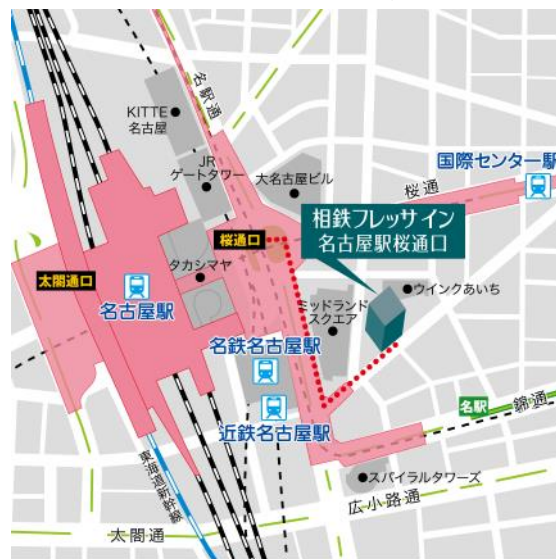 名駅通
KITTE
名古屋
JR
ゲートタワー
大名古屋ビル
国際センター駅
桜通
相鉄フレッサイン
名古屋駅桜通口
桜通口
タカシマヤ
太閤通口
名古屋駅
ウインクあいち
ミッドランド
スクエア
名鉄名古屋駅
近鉄名古屋駅
名駅
錦通
東海道新幹線
スパイラルタワーズ
広小路通
太閤通